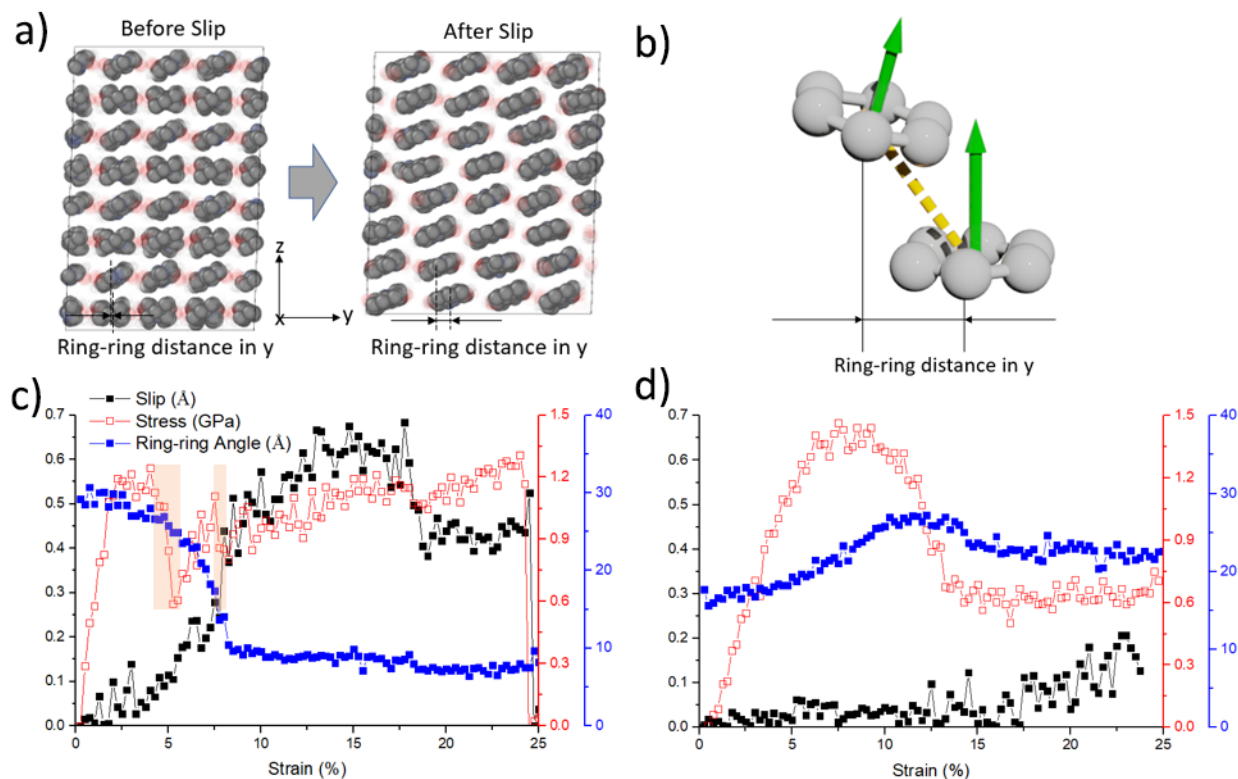 a)
Before Slip
After Slip
z
x
y
Ring-ring distance in y
Ring-ring distance in y
b)
Ring-ring distance in y
c)
Slip (Å)
Stress (GPa)
Ring-ring Angle (Å)
0.7
0.6
0.5
0.4
0.3
0.2
0.1
0.0
1.5
1.2
0.9
0.6
0.3
0.0
40
30
20
10
0
0
5
10
15
20
25
Strain (%)
d)
0.7
0.6
0.5
0.4
0.3
0.2
0.1
0.0
1.5
1.2
0.9
0.6
0.3
0.0
40
30
20
10
0
0
5
10
15
20
25
Strain (%)